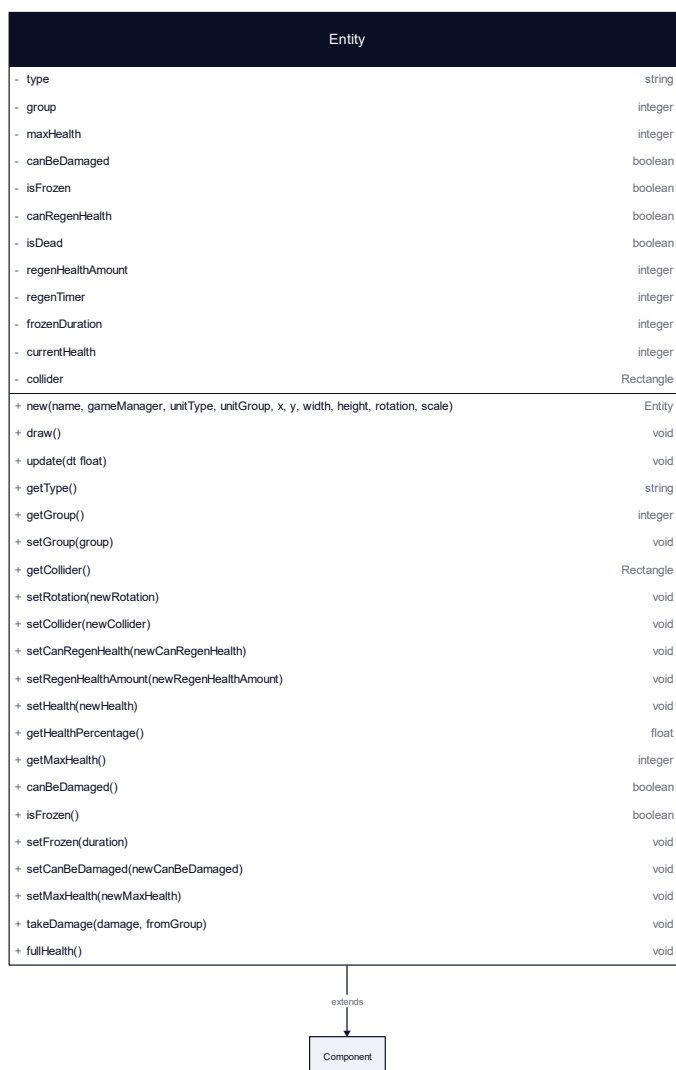 Entity
- type string
- group integer
- maxHealth integer
- canBeDamaged boolean
- isFrozen boolean
- canRegenHealth boolean
- isDead boolean
- regenHealthAmount integer
- regenTimer integer
- frozenDuration integer
- currentHealth integer
- collider Rectangle
+ new(name, gameManager, unitType, unitGroup, x, y, width, height, rotation, scale) Entity
+ draw() void
+ update(dt float) void
+ getType() string
+ getGroup() integer
+ setGroup(group) void
+ getCollider() Rectangle
+ setRotation(newRotation) void
+ setCollider(newCollider) void
+ setCanRegenHealth(newCanRegenHealth) void
+ setRegenHealthAmount(newRegenHealthAmount) void
+ setHealth(newHealth) void
+ getHealthPercentage() float
+ getMaxHealth() integer
+ canBeDamaged() boolean
+ isFrozen() boolean
+ setFrozen(duration) void
+ setCanBeDamaged(newCanBeDamaged) void
+ setMaxHealth(newMaxHealth) void
+ takeDamage(damage, fromGroup) void
+ fullHealth() void
extends
Component